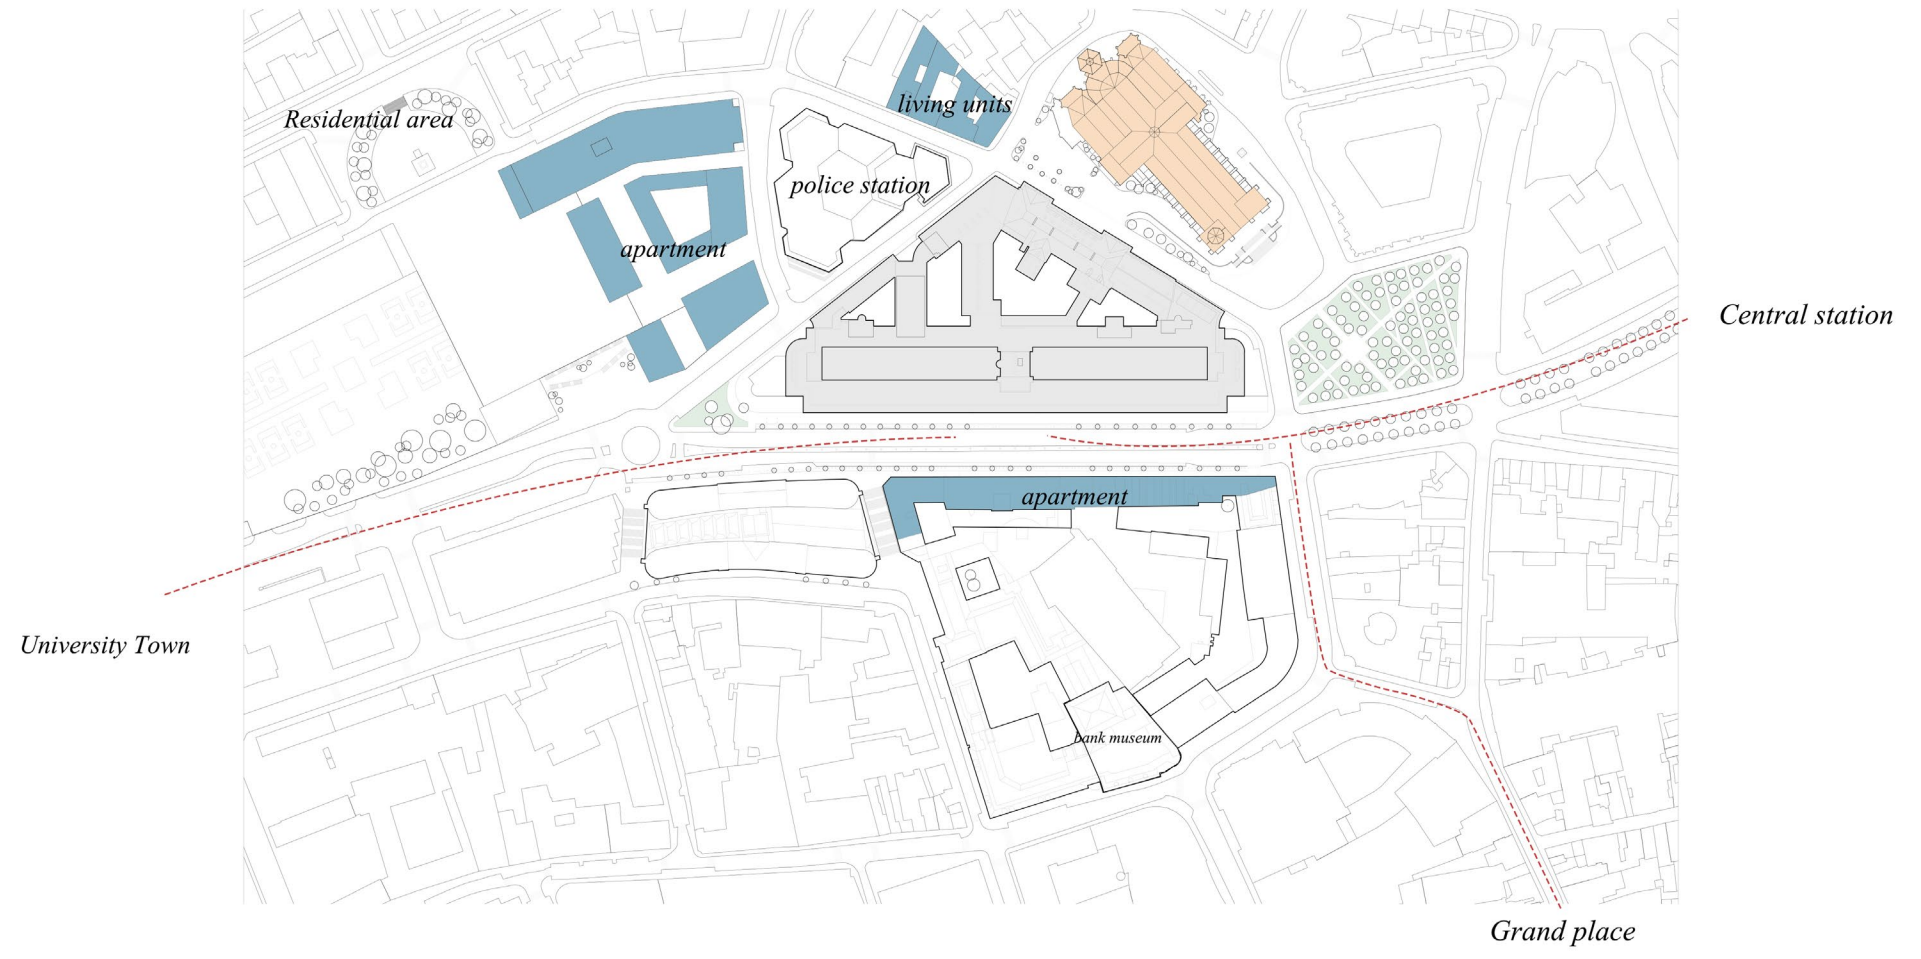 living units
Residential area
police station
apartment
Central station
apartment
University Town
bank museum
Grand place